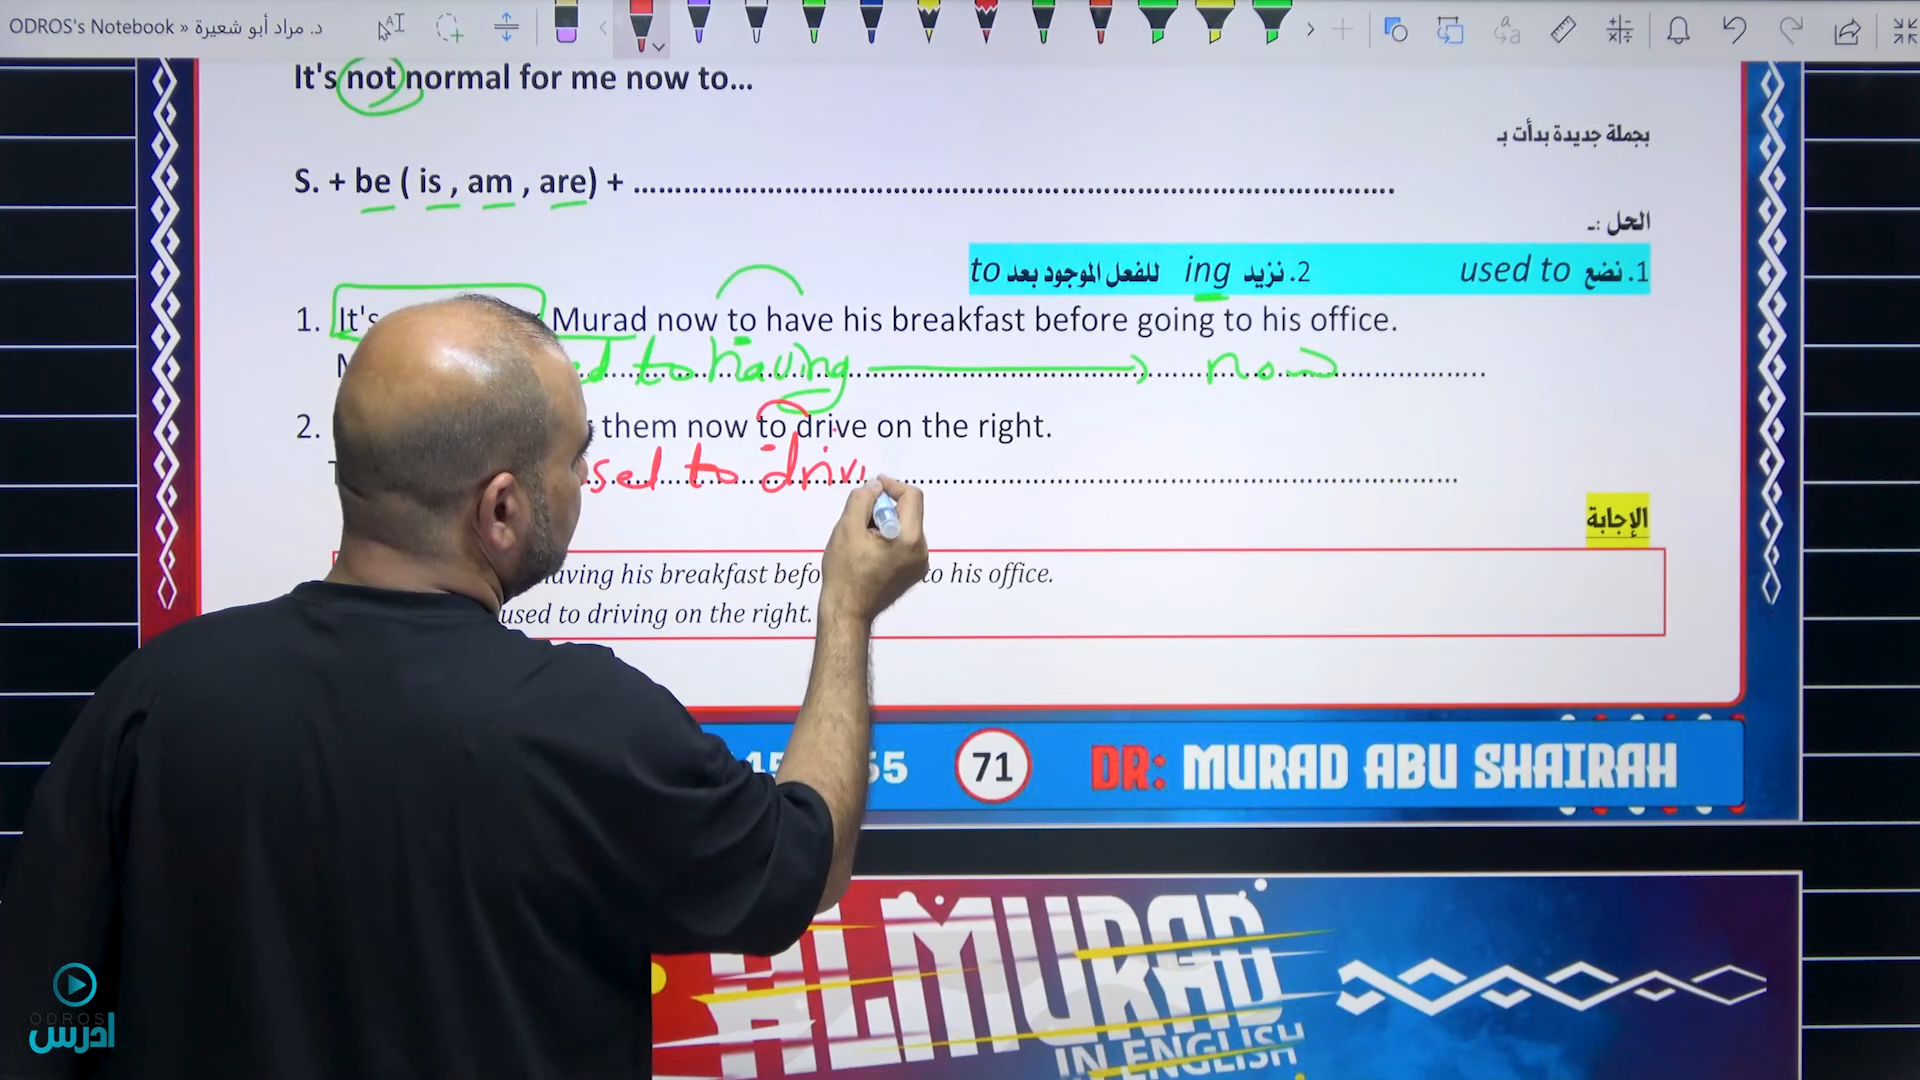 ODROS's Notebook » د. مراد أبو شعيرة
It's not normal for me now to...
بجملة جديدة بدأت بـ
S. + be ( is , am , are) + ....................
الحل :ـ
1. نضع used to 2. نزيد ing للفعل الموجود بعد to
1. It's Murad now to have his breakfast before going to his office.
to having now
2. them now to drive on the right.
to
الإجابة
having his breakfast to his office.
used to driving on the right.
71 DR: MURAD ABU SHAIRAH
ALMURAD
IN ENGLISH
ODROS
ادرس